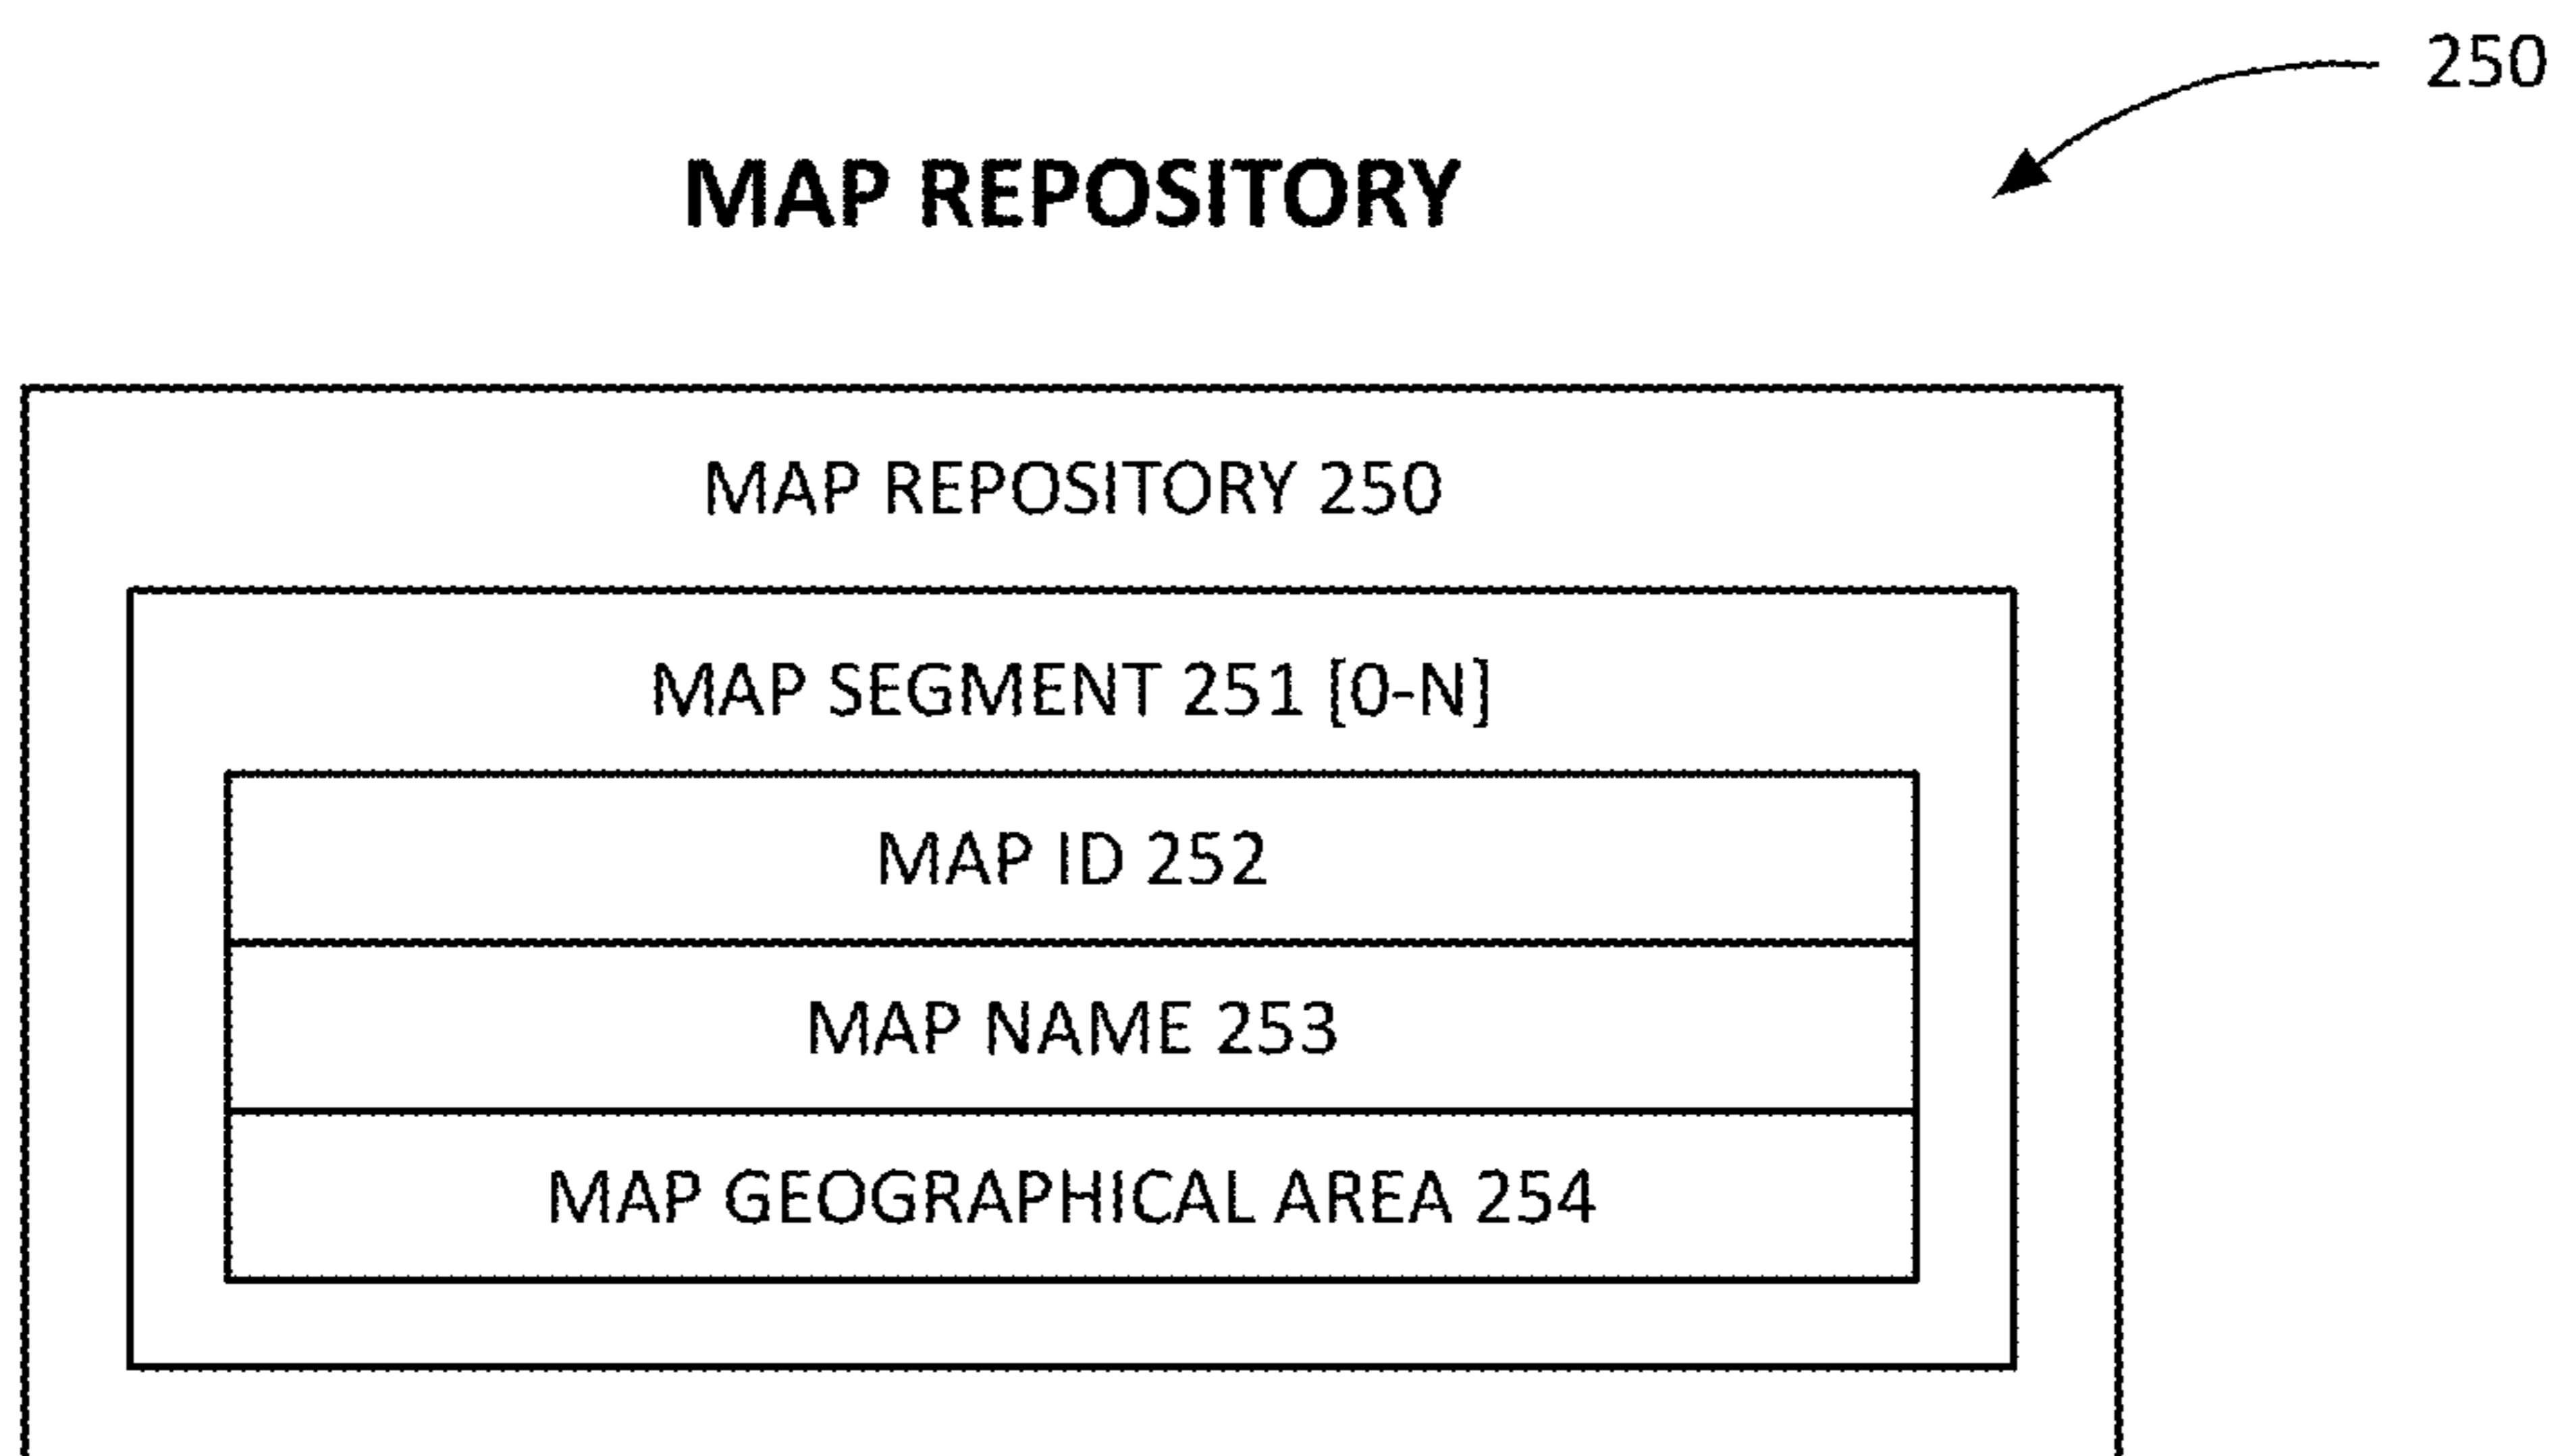 250
MAP REPOSITORY
MAP REPOSITORY 250
MAP SEGMENT 251 [0-N]
MAP ID 252
MAP NAME 253
MAP GEOGRAPHICAL AREA 254